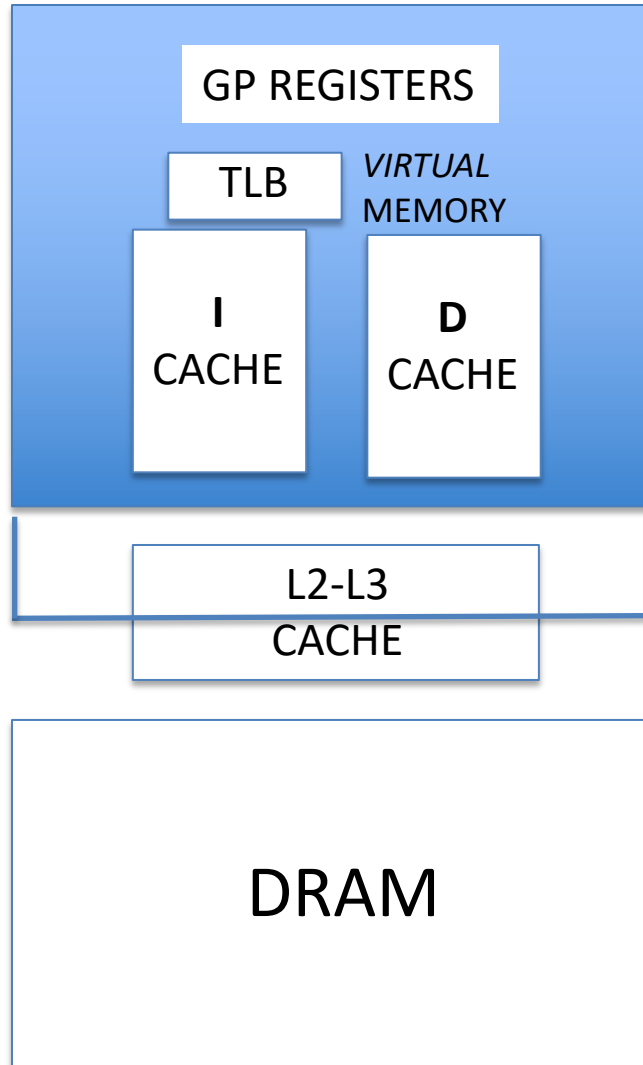 GP REGISTERS
TLB
VIRTUAL
MEMORY
I
CACHE
D
CACHE
L2-L3
CACHE
DRAM